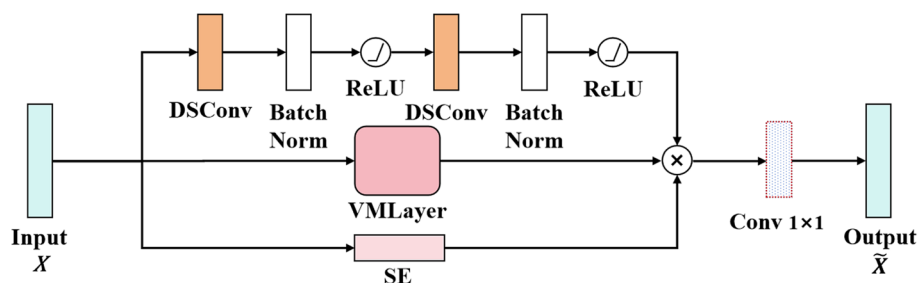 DSConv
Batch
Norm
ReLU
DSConv
Batch
Norm
ReLU
Input
X
VMLayer
SE
×
Conv 1×1
Output
X̃